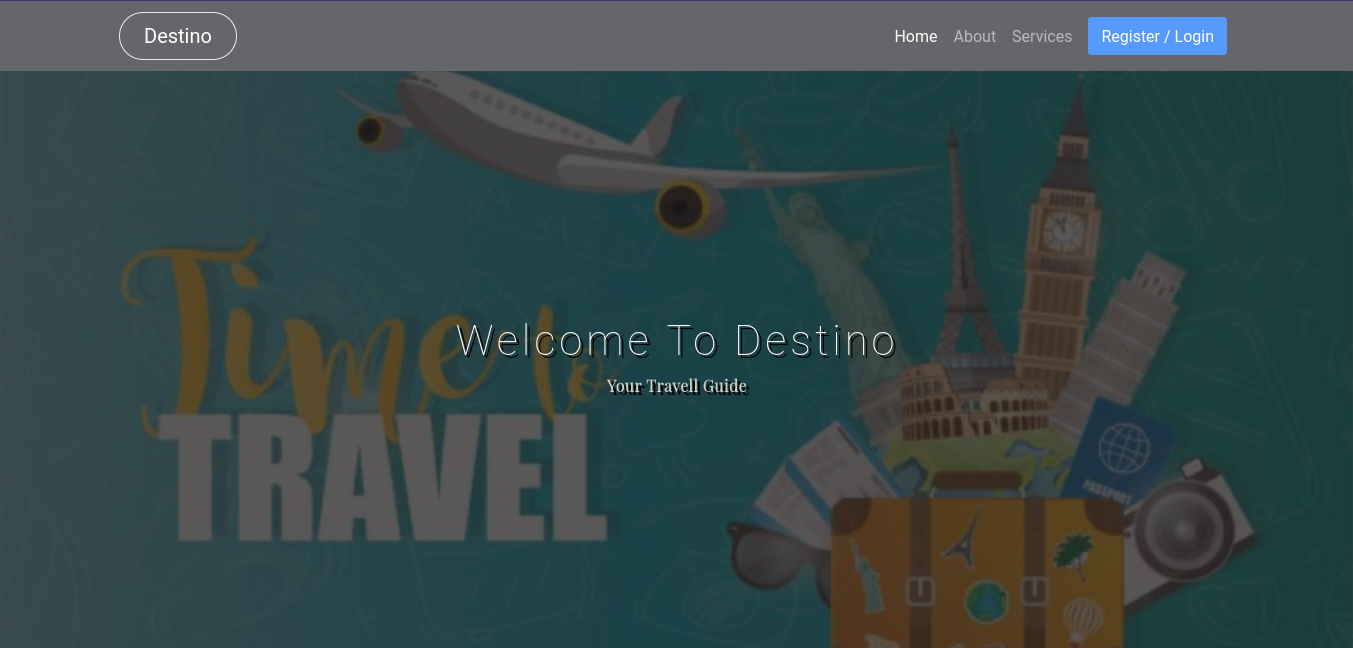 Destino
Home About Services Register / Login
Time to
TRAVEL
Welcome To Destino
Your Travell Guide
PASSPORT